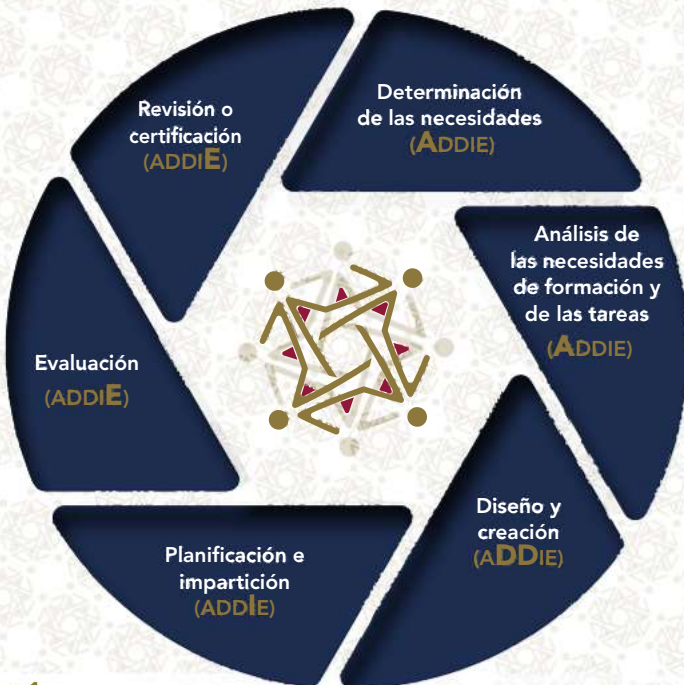 Determinación
de las necesidades
(ADDIE)
Análisis de
las necesidades
de formación y
de las tareas
(ADDIE)
Diseño y
creación
(ADDIE)
Planificación e
impartición
(ADDIE)
Evaluación
(ADDIE)
Revisión o
certificación
(ADDIE)